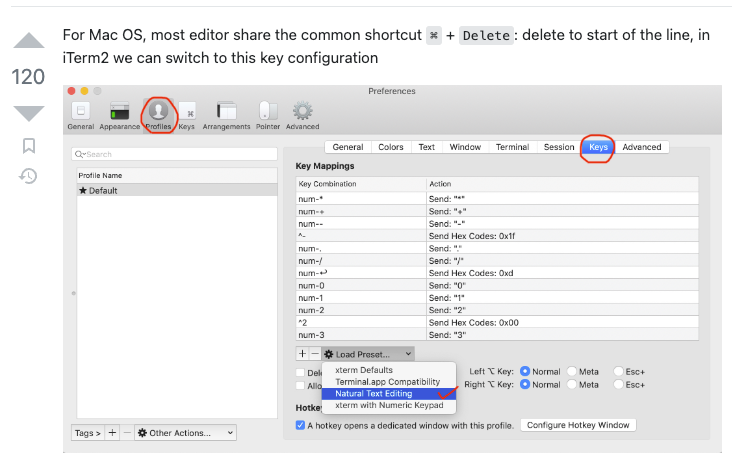 For Mac OS, most editor share the common shortcut ⌘ + Delete : delete to start of the line, in
iTerm2 we can switch to this key configuration
120
Preferences
General Appearance Profiles Keys Arrangements Pointer Advanced
General Colors Text Window Terminal Session Keys Advanced
Search
Key Mappings
Profile Name
Key Combination Action
★ Default
num-* Send: "*"
num-+ Send: "+"
num-- Send: "-"
^- Send Hex Codes: 0x1f
num-. Send: "."
num-/ Send: "/"
num-↩ Send Hex Codes: 0xd
num-0 Send: "0"
num-1 Send: "1"
num-2 Send: "2"
^2 Send Hex Codes: 0x00
num-3 Send: "3"
+ − Load Preset...
xterm Defaults
Terminal.app Compatibility
Natural Text Editing
xterm with Numeric Keypad
Left ⌥ Key: Normal Meta Esc+
Right ⌥ Key: Normal Meta Esc+
A hotkey opens a dedicated window with this profile. Configure Hotkey Window
Tags > + − Other Actions...